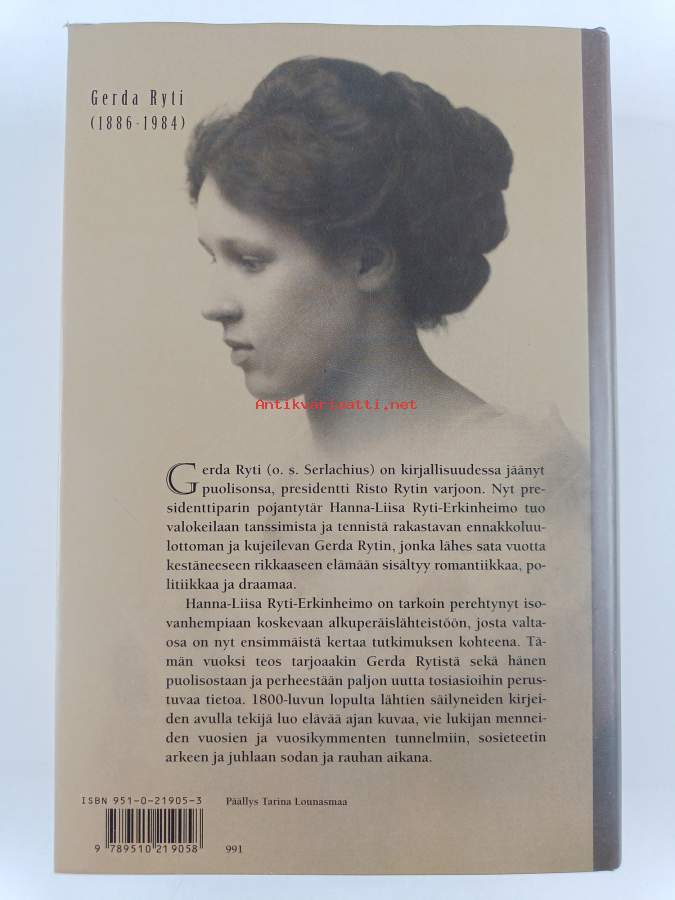 Gerda Ryti
(1886-1984)
Antikvariaatti.net
Gerda Ryti (o. s. Serlachius) on kirjallisuudessa jäänyt
puolisonsa, presidentti Risto Rytin varjoon. Nyt pre-
sidenttiparin pojantytär Hanna-Liisa Ryti-Erkinheimo tuo
valokeilaan tanssimista ja tennistä rakastavan ennakkoluu-
lottoman ja kujeilevan Gerda Rytin, jonka lähes sata vuotta
kestäneeseen rikkaaseen elämään sisältyy romantiikkaa, po-
litiikkaa ja draamaa.
Hanna-Liisa Ryti-Erkinheimo on tarkoin perehtynyt iso-
vanhempiaan koskevaan alkuperäislähteistöön, josta valta-
osa on nyt ensimmäistä kertaa tutkimuksen kohteena. Tä-
män vuoksi teos tarjoaakin Gerda Rytistä sekä hänen
puolisostaan ja perheestään paljon uutta tosiasioihin perus-
tuvaa tietoa. 1800-luvun lopulta lähtien säilyneiden kirjei-
den avulla tekijä luo elävää ajan kuvaa, vie lukijan mennei-
den vuosien ja vuosikymmenten tunnelmiin, sosieteetin
arkeen ja juhlaan sodan ja rauhan aikana.
ISBN 951-0-21905-3
Päällys Tarina Lounasmaa
9 789510 219058
991